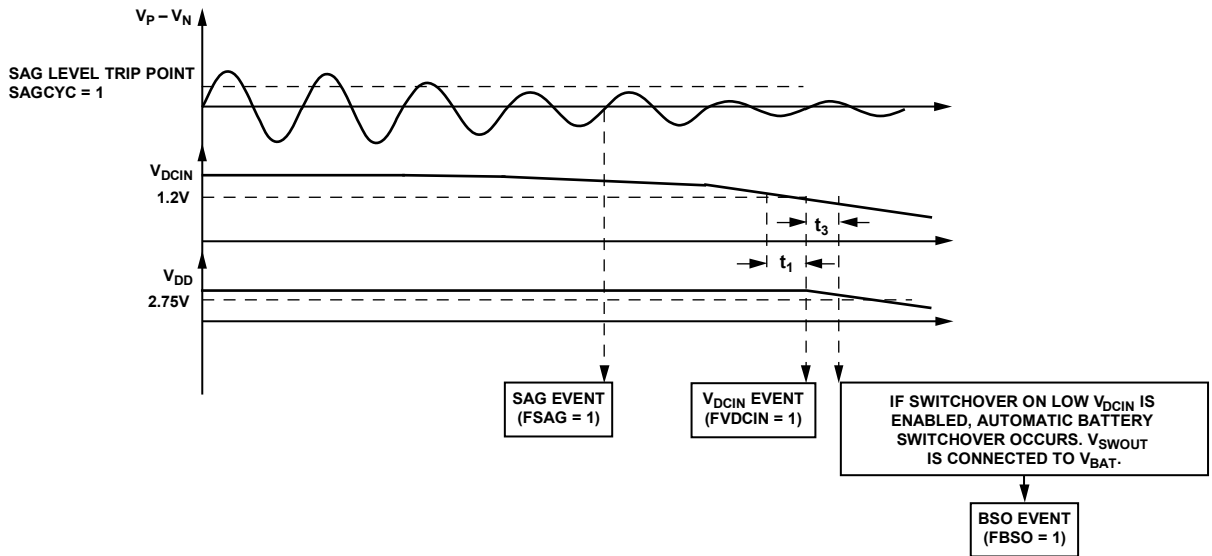 VP – VN
SAG LEVEL TRIP POINT
SAGCYC = 1
VDCIN
1.2V
t3
t1
VDD
2.75V
SAG EVENT
(FSAG = 1)
VDCIN EVENT
(FVDCIN = 1)
IF SWITCHOVER ON LOW VDCIN IS
ENABLED, AUTOMATIC BATTERY
SWITCHOVER OCCURS. VSWOUT
IS CONNECTED TO VBAT.
BSO EVENT
(FBSO = 1)